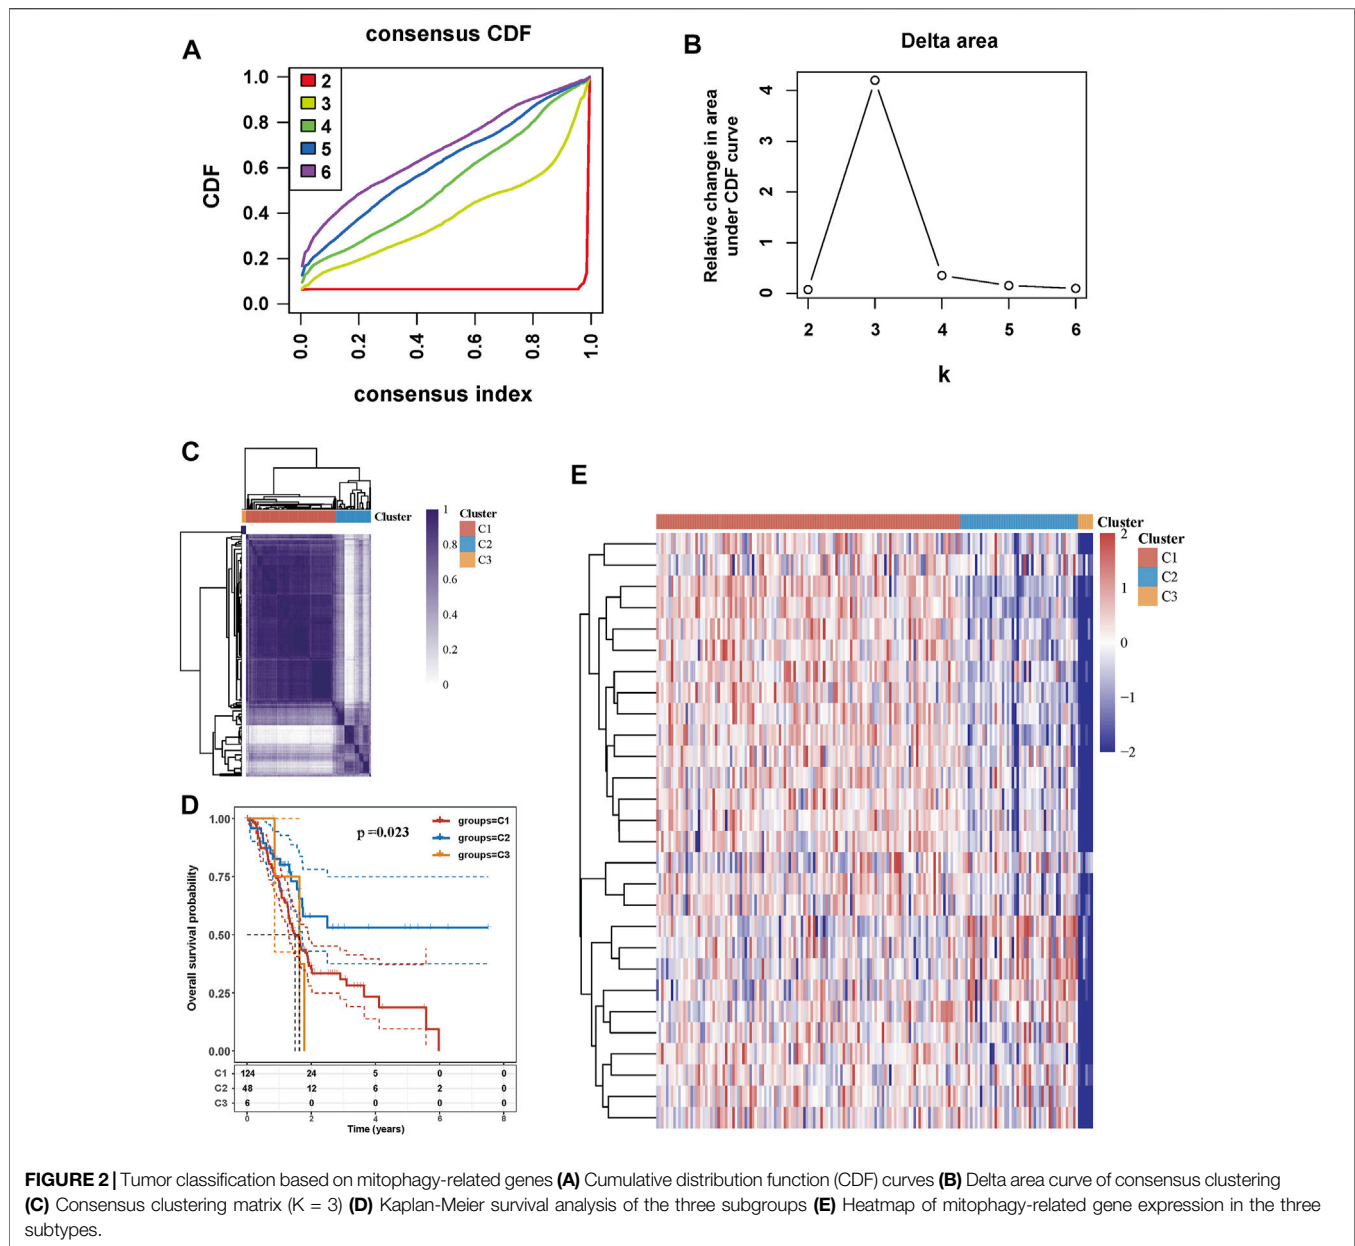 A
consensus CDF
CDF
1.0
0.8
0.6
0.4
0.2
0.0
2
3
4
5
6
0.0
0.2
0.4
0.6
0.8
1.0
consensus index
B
Delta area
Relative change in area
under CDF curve
4
3
2
1
0
2
3
4
5
6
k
C
Cluster
1
0.8
0.6
0.4
0.2
0
Cluster
C1
C2
C3
D
Overall survival probability
1.00
0.75
0.50
0.25
0.00
p =0.023
groups=C1
groups=C2
groups=C3
C1 124 24 5 0 0
C2 48 12 6 2 0
C3 6 0 0 0 0
0 2 4 6 8
Time (years)
E
Cluster
2
1
0
−1
−2
Cluster
C1
C2
C3
FIGURE 2 | Tumor classification based on mitophagy-related genes (A) Cumulative distribution function (CDF) curves (B) Delta area curve of consensus clustering
(C) Consensus clustering matrix (K = 3) (D) Kaplan-Meier survival analysis of the three subgroups (E) Heatmap of mitophagy-related gene expression in the three
subtypes.